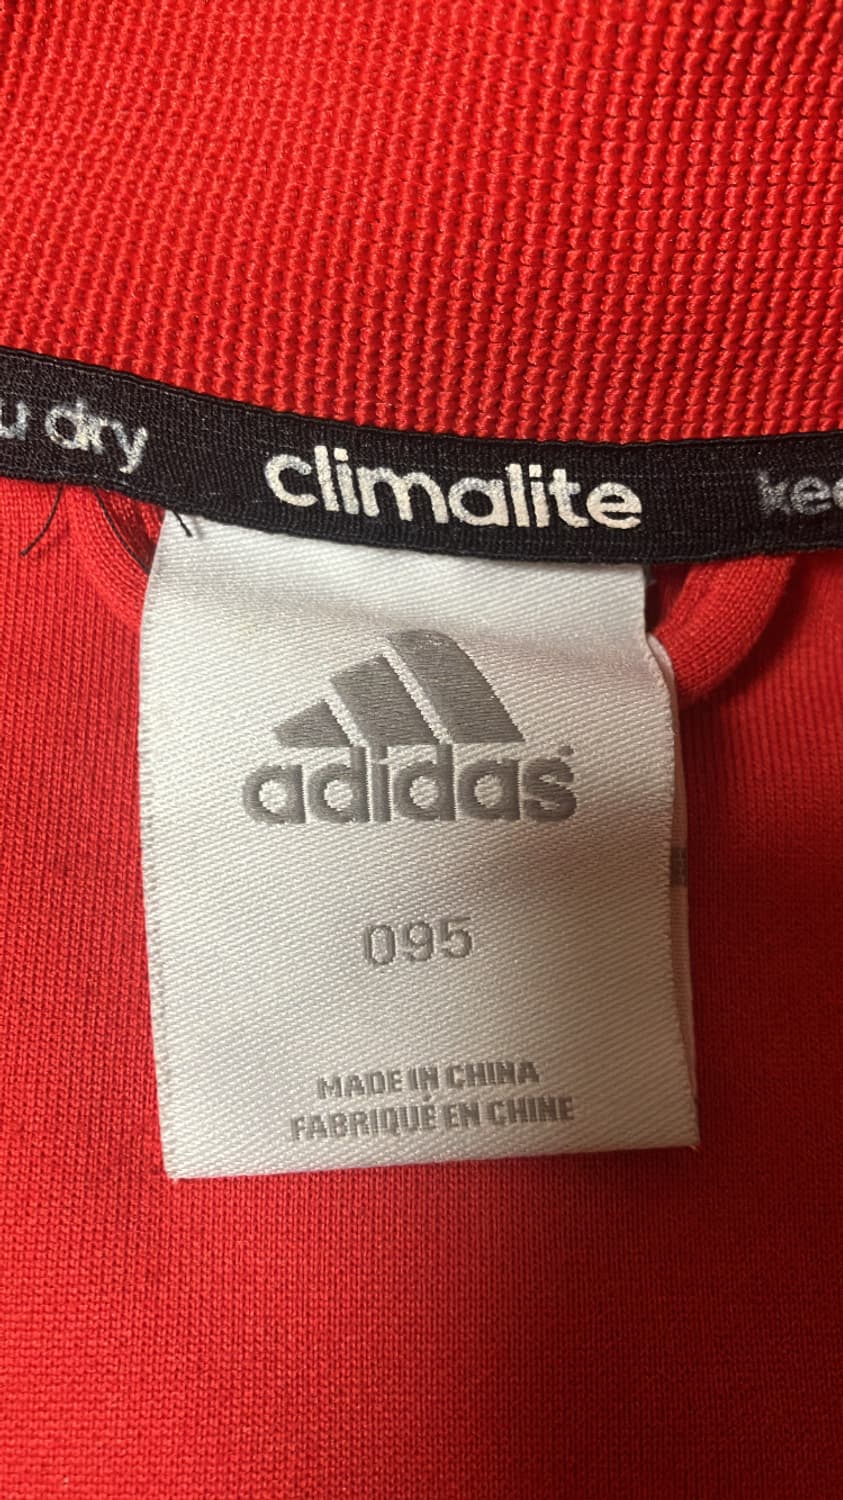 u dry climalite kee
adidas
095
MADE IN CHINA
FABRIQUÉ EN CHINE